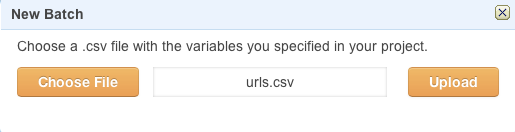 New Batch
Choose a .csv file with the variables you specified in your project.
Choose File urls.csv Upload